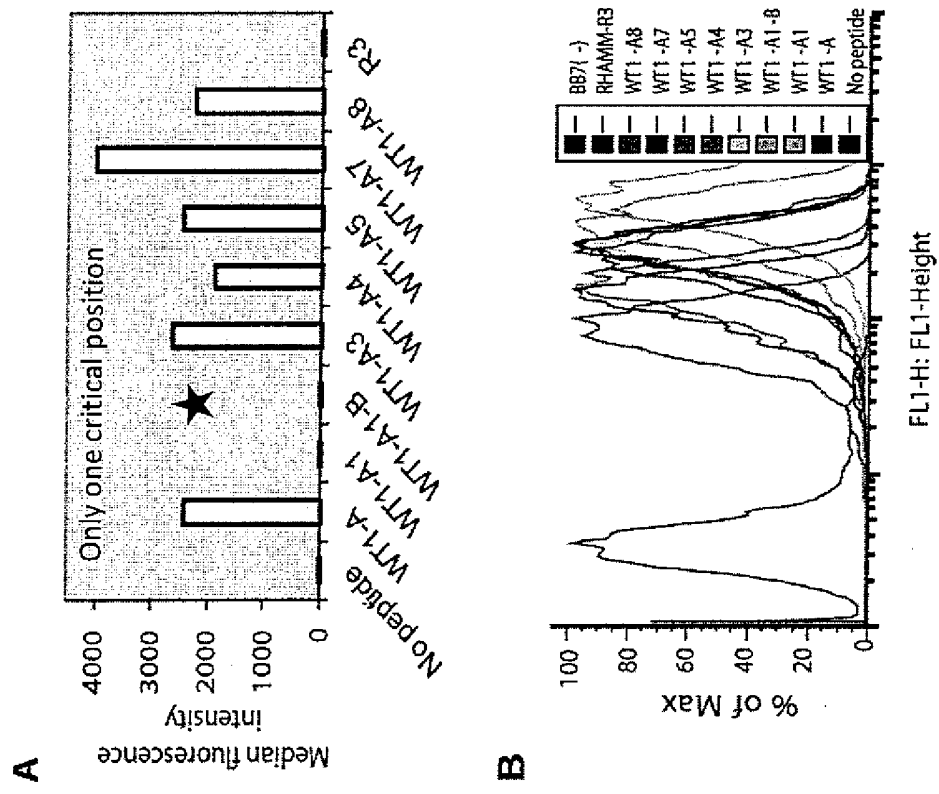 A
Only one critical position
4000
3000
2000
1000
0
Median fluorescence
intensity
No peptide
WT1-A
WT1-A1
WT1-A1-B
WT1-A3
WT1-A4
WT1-A5
WT1-A7
WT1-A8
R3
B
100
80
60
40
20
0
% of Max
FL1-H: FL1-Height
BB7( -)
RHAMM-R3
WT1 -A8
WT1 -A7
WT1 -A5
WT1 -A4
WT1 -A3
WT1 -A1 -B
WT1 -A1
WT1 -A
No peptide